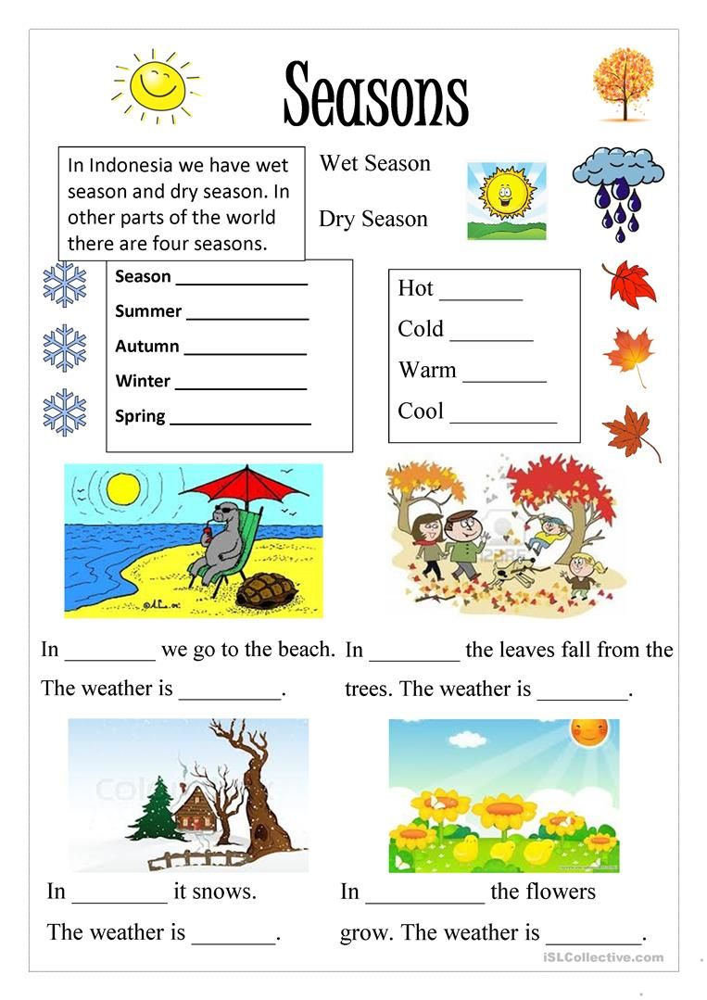 Seasons
In Indonesia we have wet
season and dry season. In
other parts of the world
there are four seasons.
Wet Season
Dry Season
Season _______________
Summer ______________
Autumn ______________
Winter _______________
Spring ________________
Hot _______
Cold _______
Warm _______
Cool _________
In ________ we go to the beach.
The weather is _________.
In ________ the leaves fall from the
trees. The weather is ________.
In ________ it snows.
The weather is _______.
In __________ the flowers
grow. The weather is ________.
iSLCollective.com